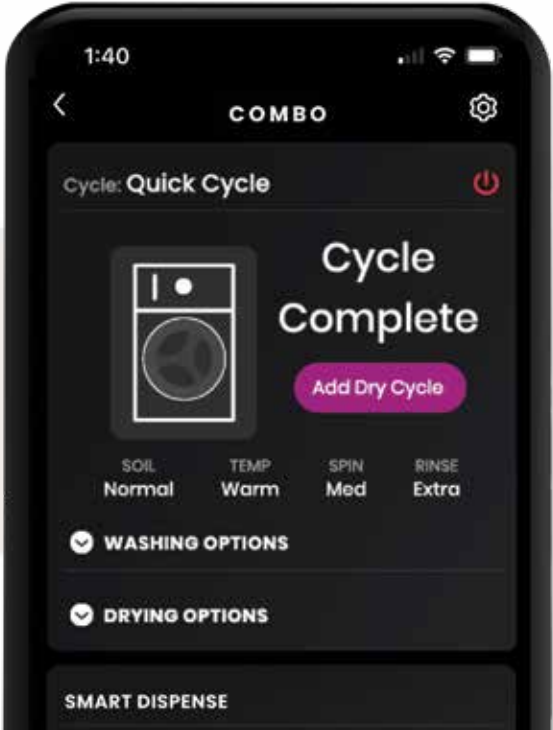 1:40
COMBO
Cycle: Quick Cycle
Cycle
Complete
Add Dry Cycle
SOIL TEMP SPIN RINSE
Normal Warm Med Extra
WASHING OPTIONS
DRYING OPTIONS
SMART DISPENSE